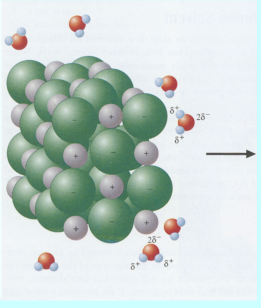 δ⁺
− + − 2δ⁻
δ⁺
+ − +
− + −
+ − +
2δ⁻
δ⁺ δ⁺